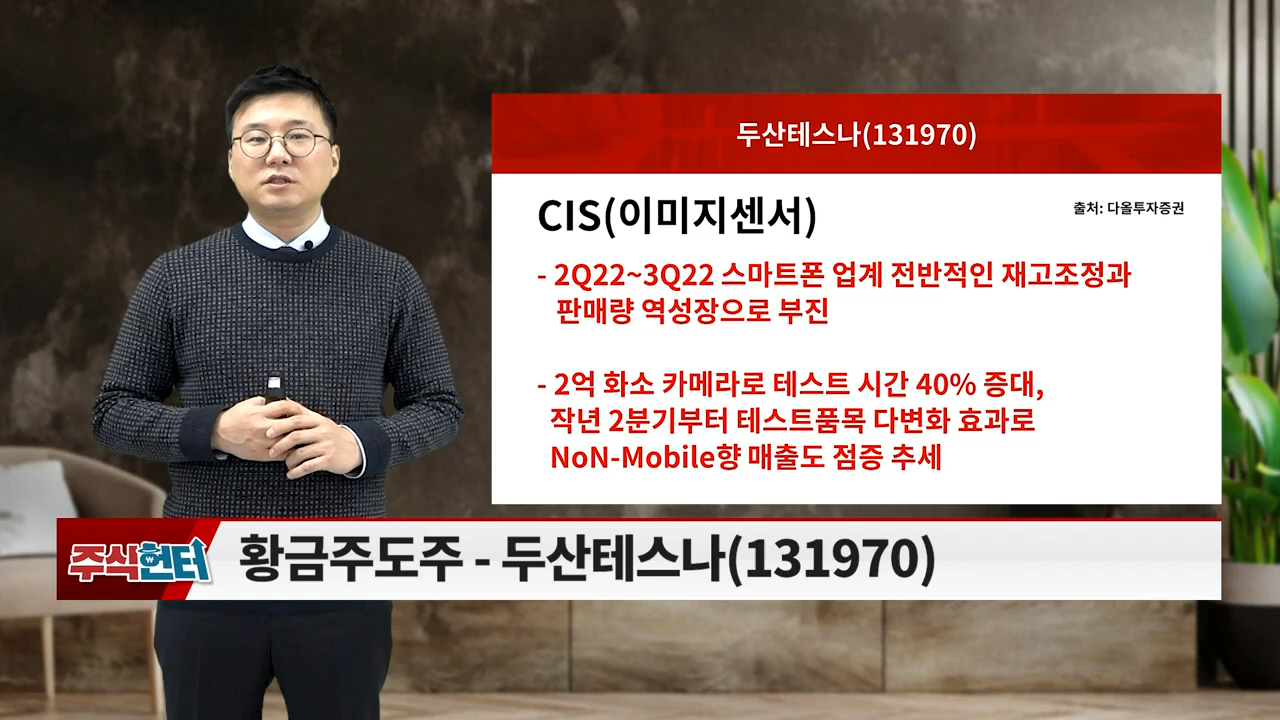 두산테스나(131970)
CIS(이미지센서)
출처: 다올투자증권
- 2Q22~3Q22 스마트폰 업계 전반적인 재고조정과
판매량 역성장으로 부진
- 2억 화소 카메라로 테스트 시간 40% 증대,
작년 2분기부터 테스트품목 다변화 효과로
NoN-Mobile향 매출도 점증 추세
주식헌터
황금주도주 - 두산테스나(131970)